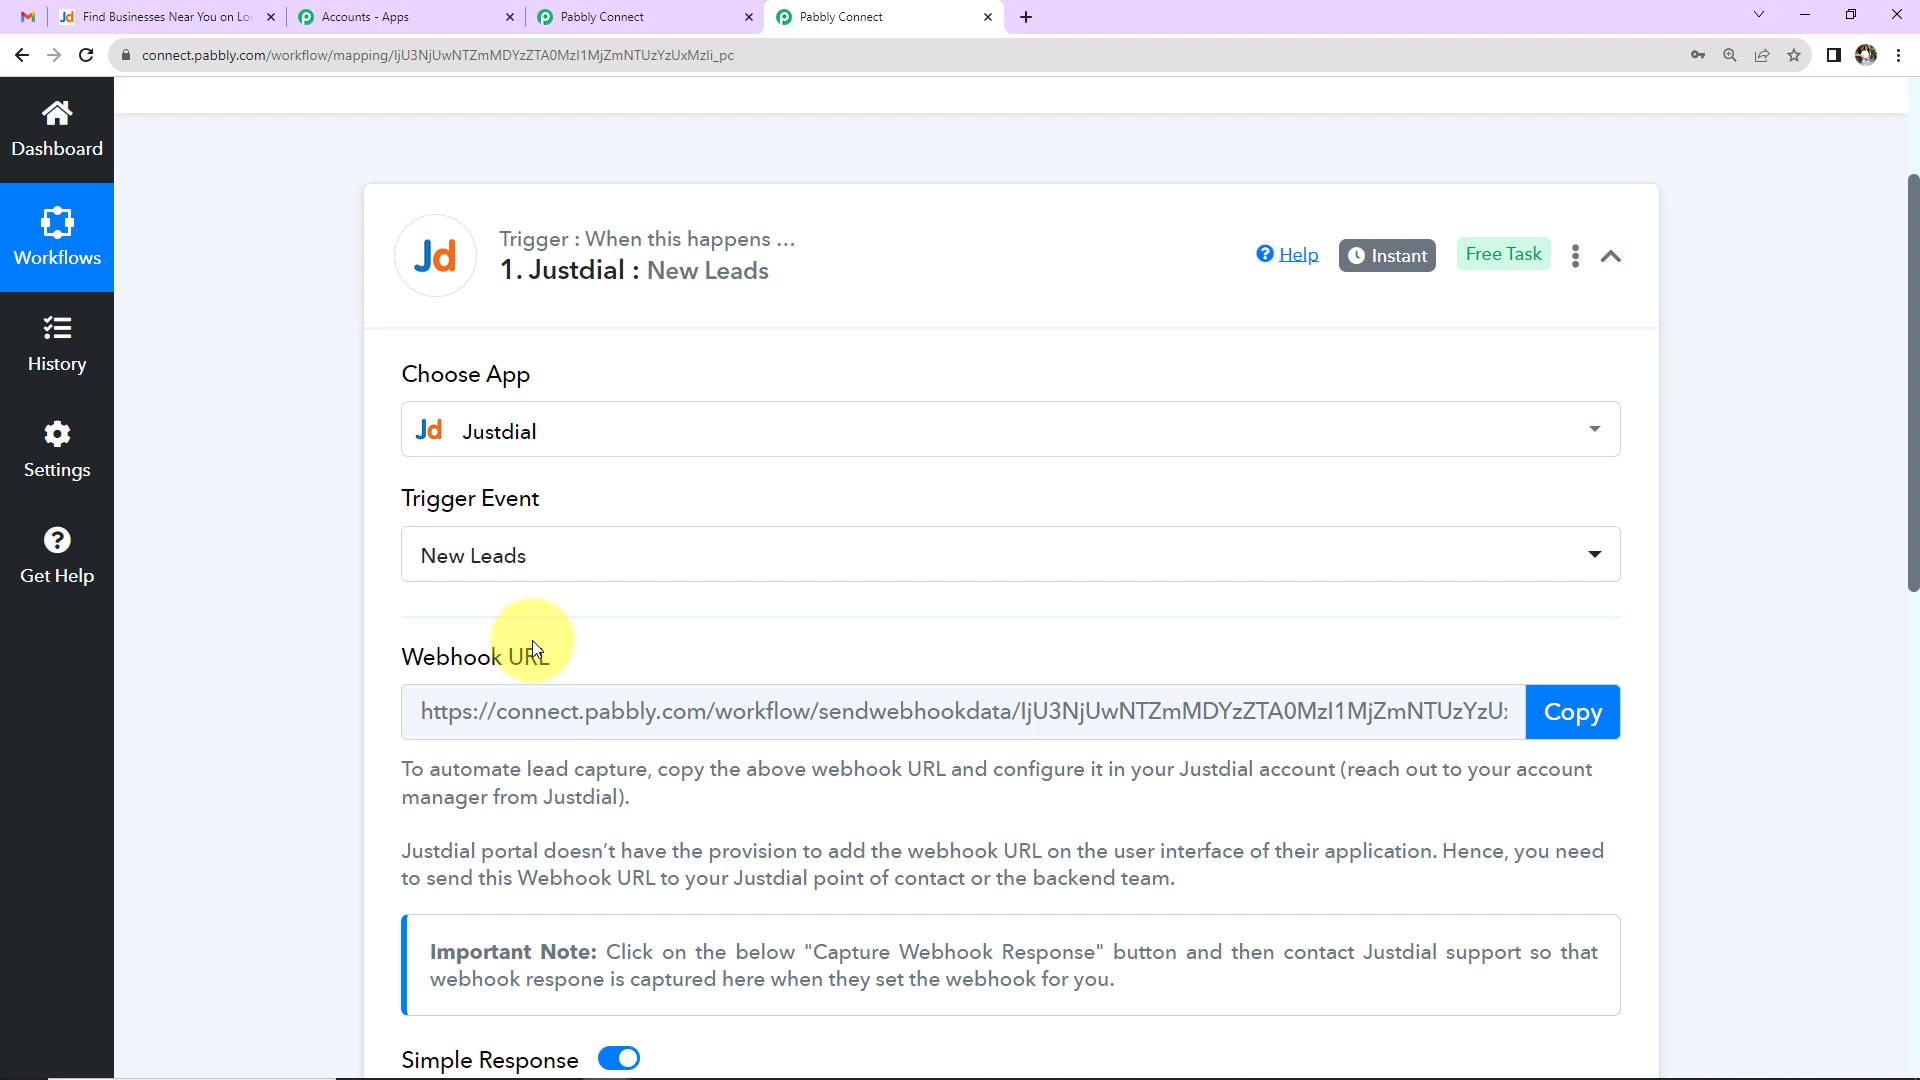 Find Businesses Near You on Lo
Accounts - Apps
Pabbly Connect
Pabbly Connect
connect.pabbly.com/workflow/mapping/IjU3NjUwNTZmMDYzZTA0MzI1MjZmNTUzYzUxMzIi_pc
Dashboard
Workflows
History
Settings
Get Help
Jd
Trigger : When this happens ...
1. Justdial : New Leads
Help
Instant
Free Task
Choose App
Jd Justdial
Trigger Event
New Leads
Webhook URL
https://connect.pabbly.com/workflow/sendwebhookdata/IjU3NjUwNTZmMDYzZTA0MzI1MjZmNTUzYzU
Copy
To automate lead capture, copy the above webhook URL and configure it in your Justdial account (reach out to your account
manager from Justdial).
Justdial portal doesn't have the provision to add the webhook URL on the user interface of their application. Hence, you need
to send this Webhook URL to your Justdial point of contact or the backend team.
Important Note: Click on the below "Capture Webhook Response" button and then contact Justdial support so that
webhook respone is captured here when they set the webhook for you.
Simple Response